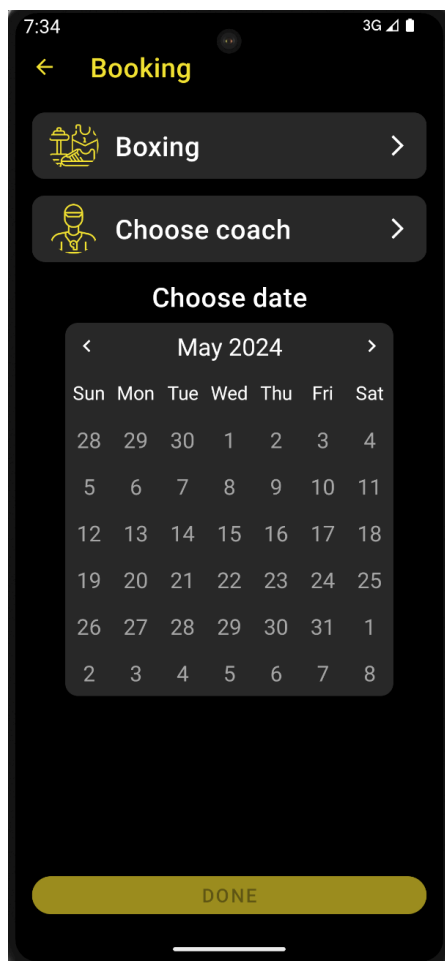 7:34 3G
Booking
Boxing
Choose coach
Choose date
May 2024
Sun Mon Tue Wed Thu Fri Sat
28 29 30 1 2 3 4
5 6 7 8 9 10 11
12 13 14 15 16 17 18
19 20 21 22 23 24 25
26 27 28 29 30 31 1
2 3 4 5 6 7 8
DONE